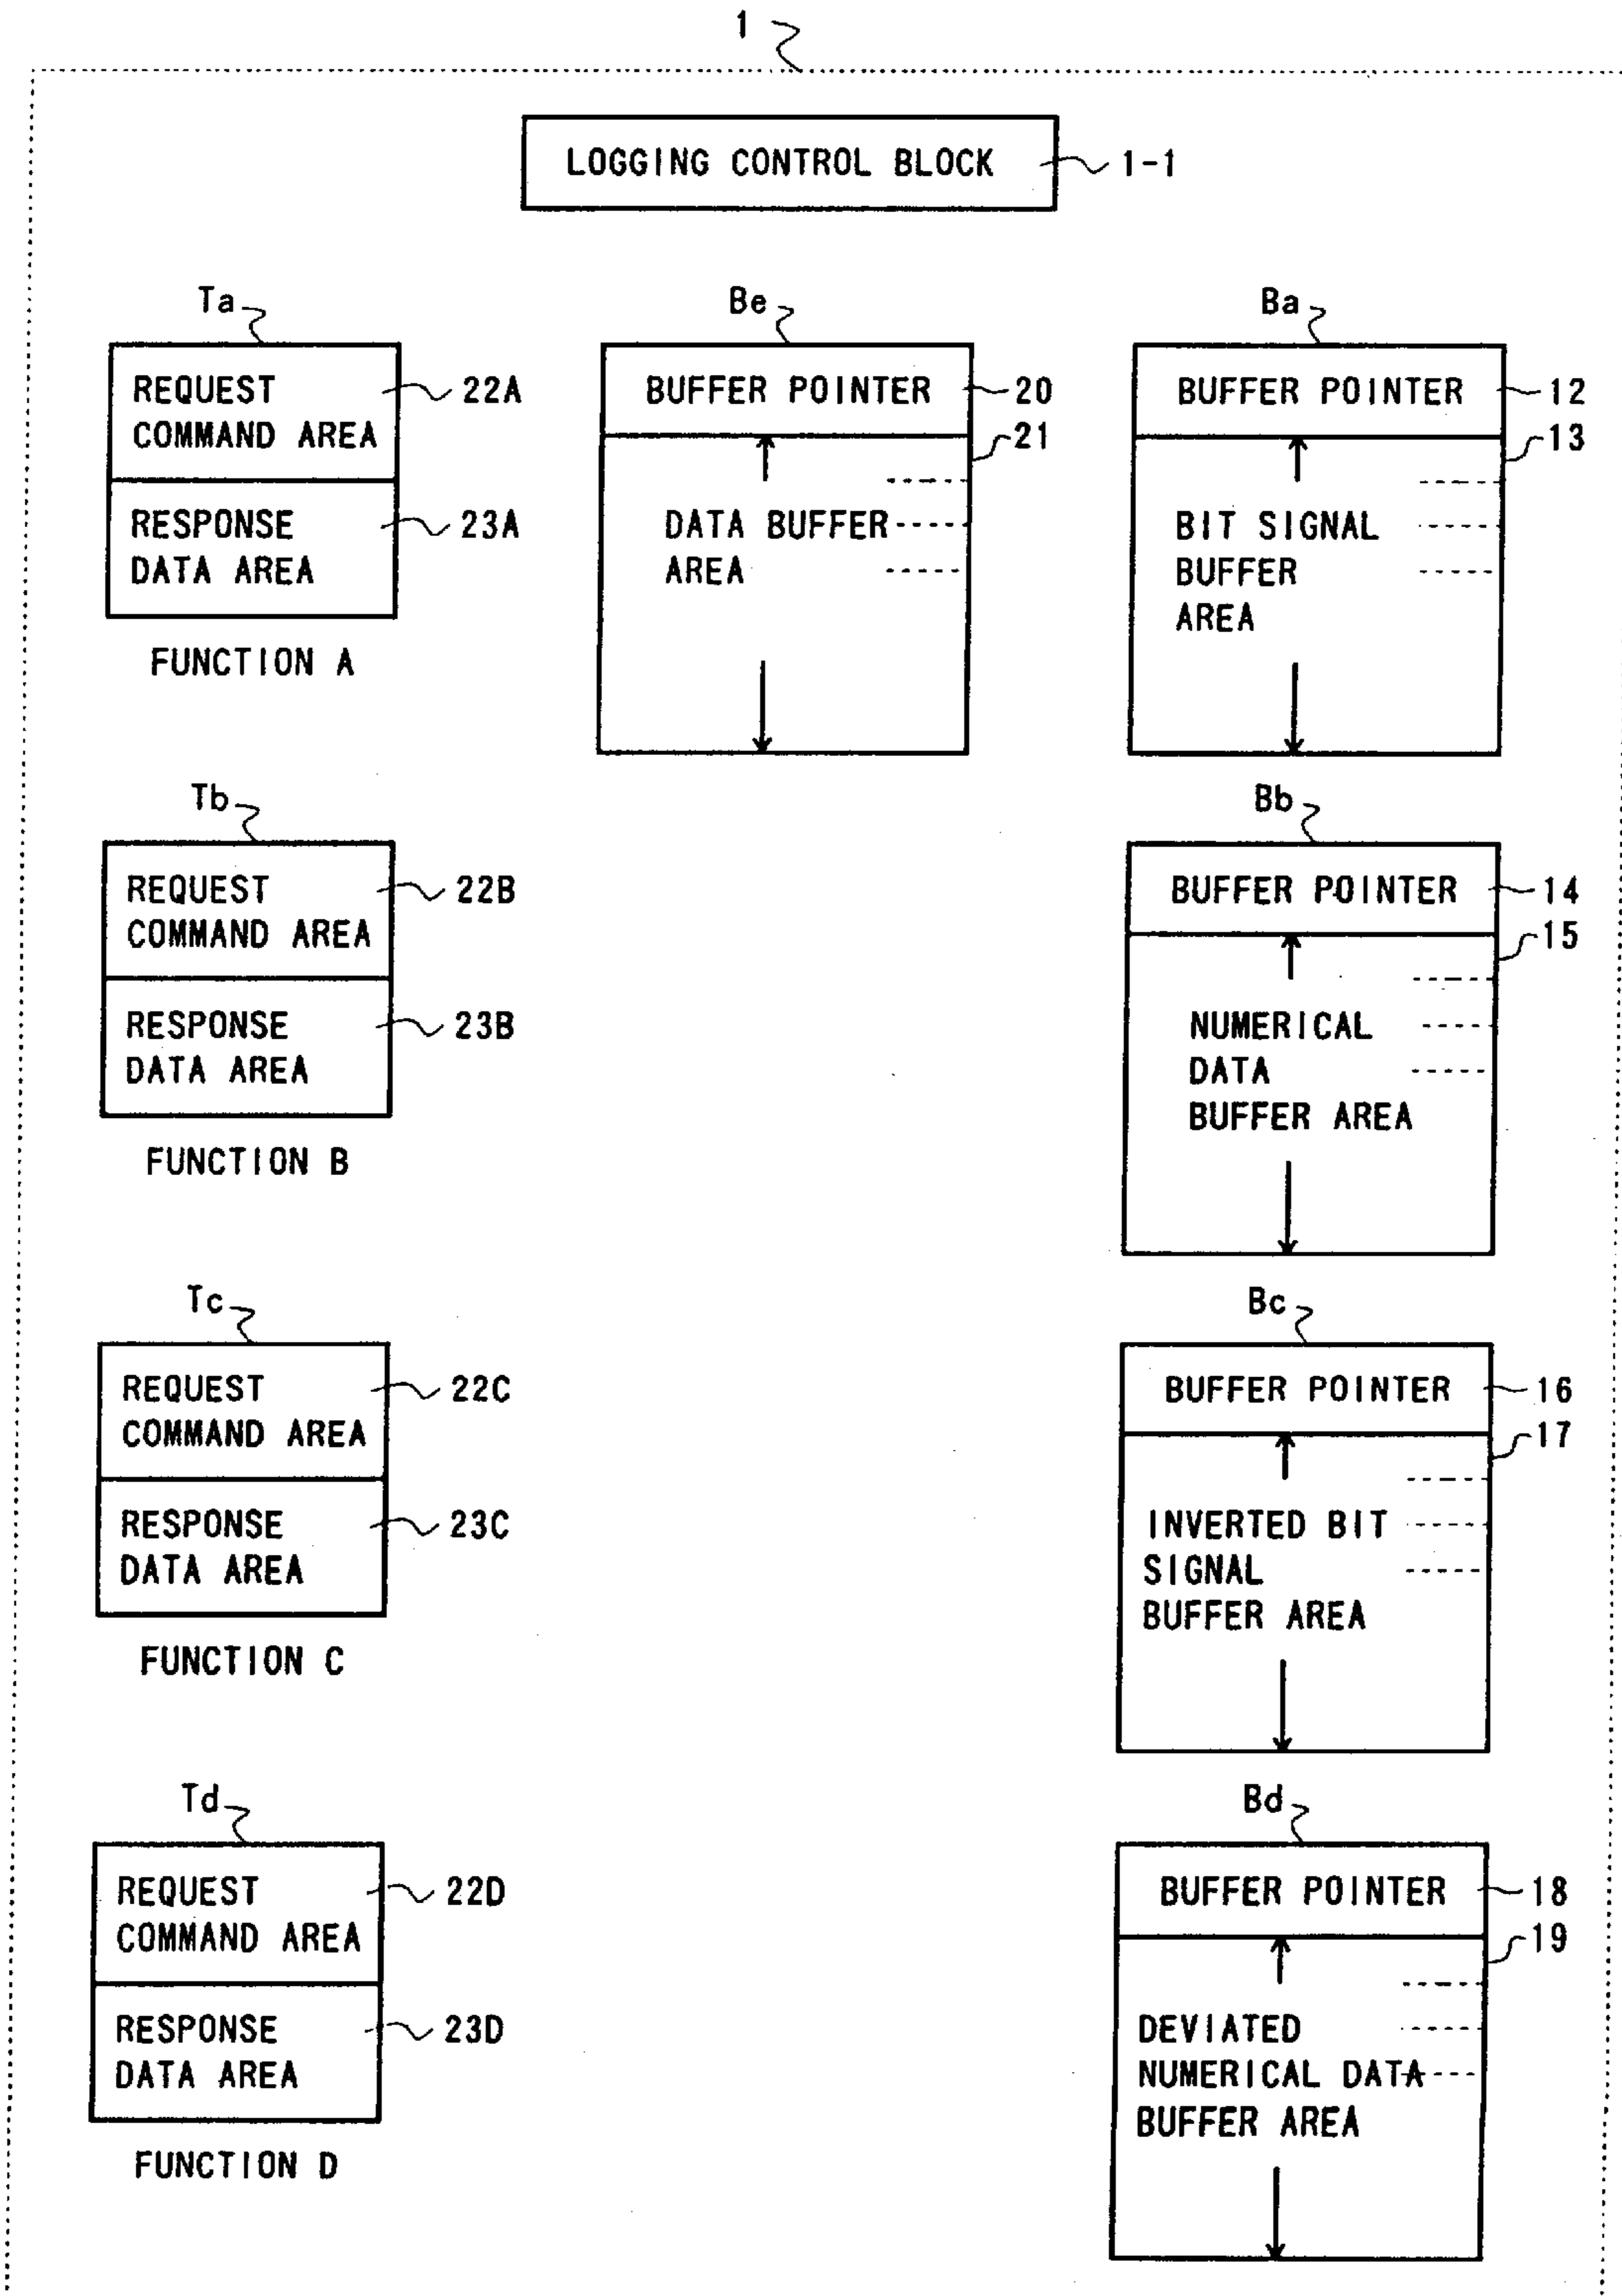 1
LOGGING CONTROL BLOCK
1-1
Ta
REQUEST
COMMAND AREA
22A
RESPONSE
DATA AREA
23A
FUNCTION A
Be
BUFFER POINTER
20
21
DATA BUFFER
AREA
Ba
BUFFER POINTER
12
13
BIT SIGNAL
BUFFER
AREA
Tb
REQUEST
COMMAND AREA
22B
RESPONSE
DATA AREA
23B
FUNCTION B
Bb
BUFFER POINTER
14
15
NUMERICAL
DATA
BUFFER AREA
Tc
REQUEST
COMMAND AREA
22C
RESPONSE
DATA AREA
23C
FUNCTION C
Bc
BUFFER POINTER
16
17
INVERTED BIT
SIGNAL
BUFFER AREA
Td
REQUEST
COMMAND AREA
22D
RESPONSE
DATA AREA
23D
FUNCTION D
Bd
BUFFER POINTER
18
19
DEVIATED
NUMERICAL DATA
BUFFER AREA